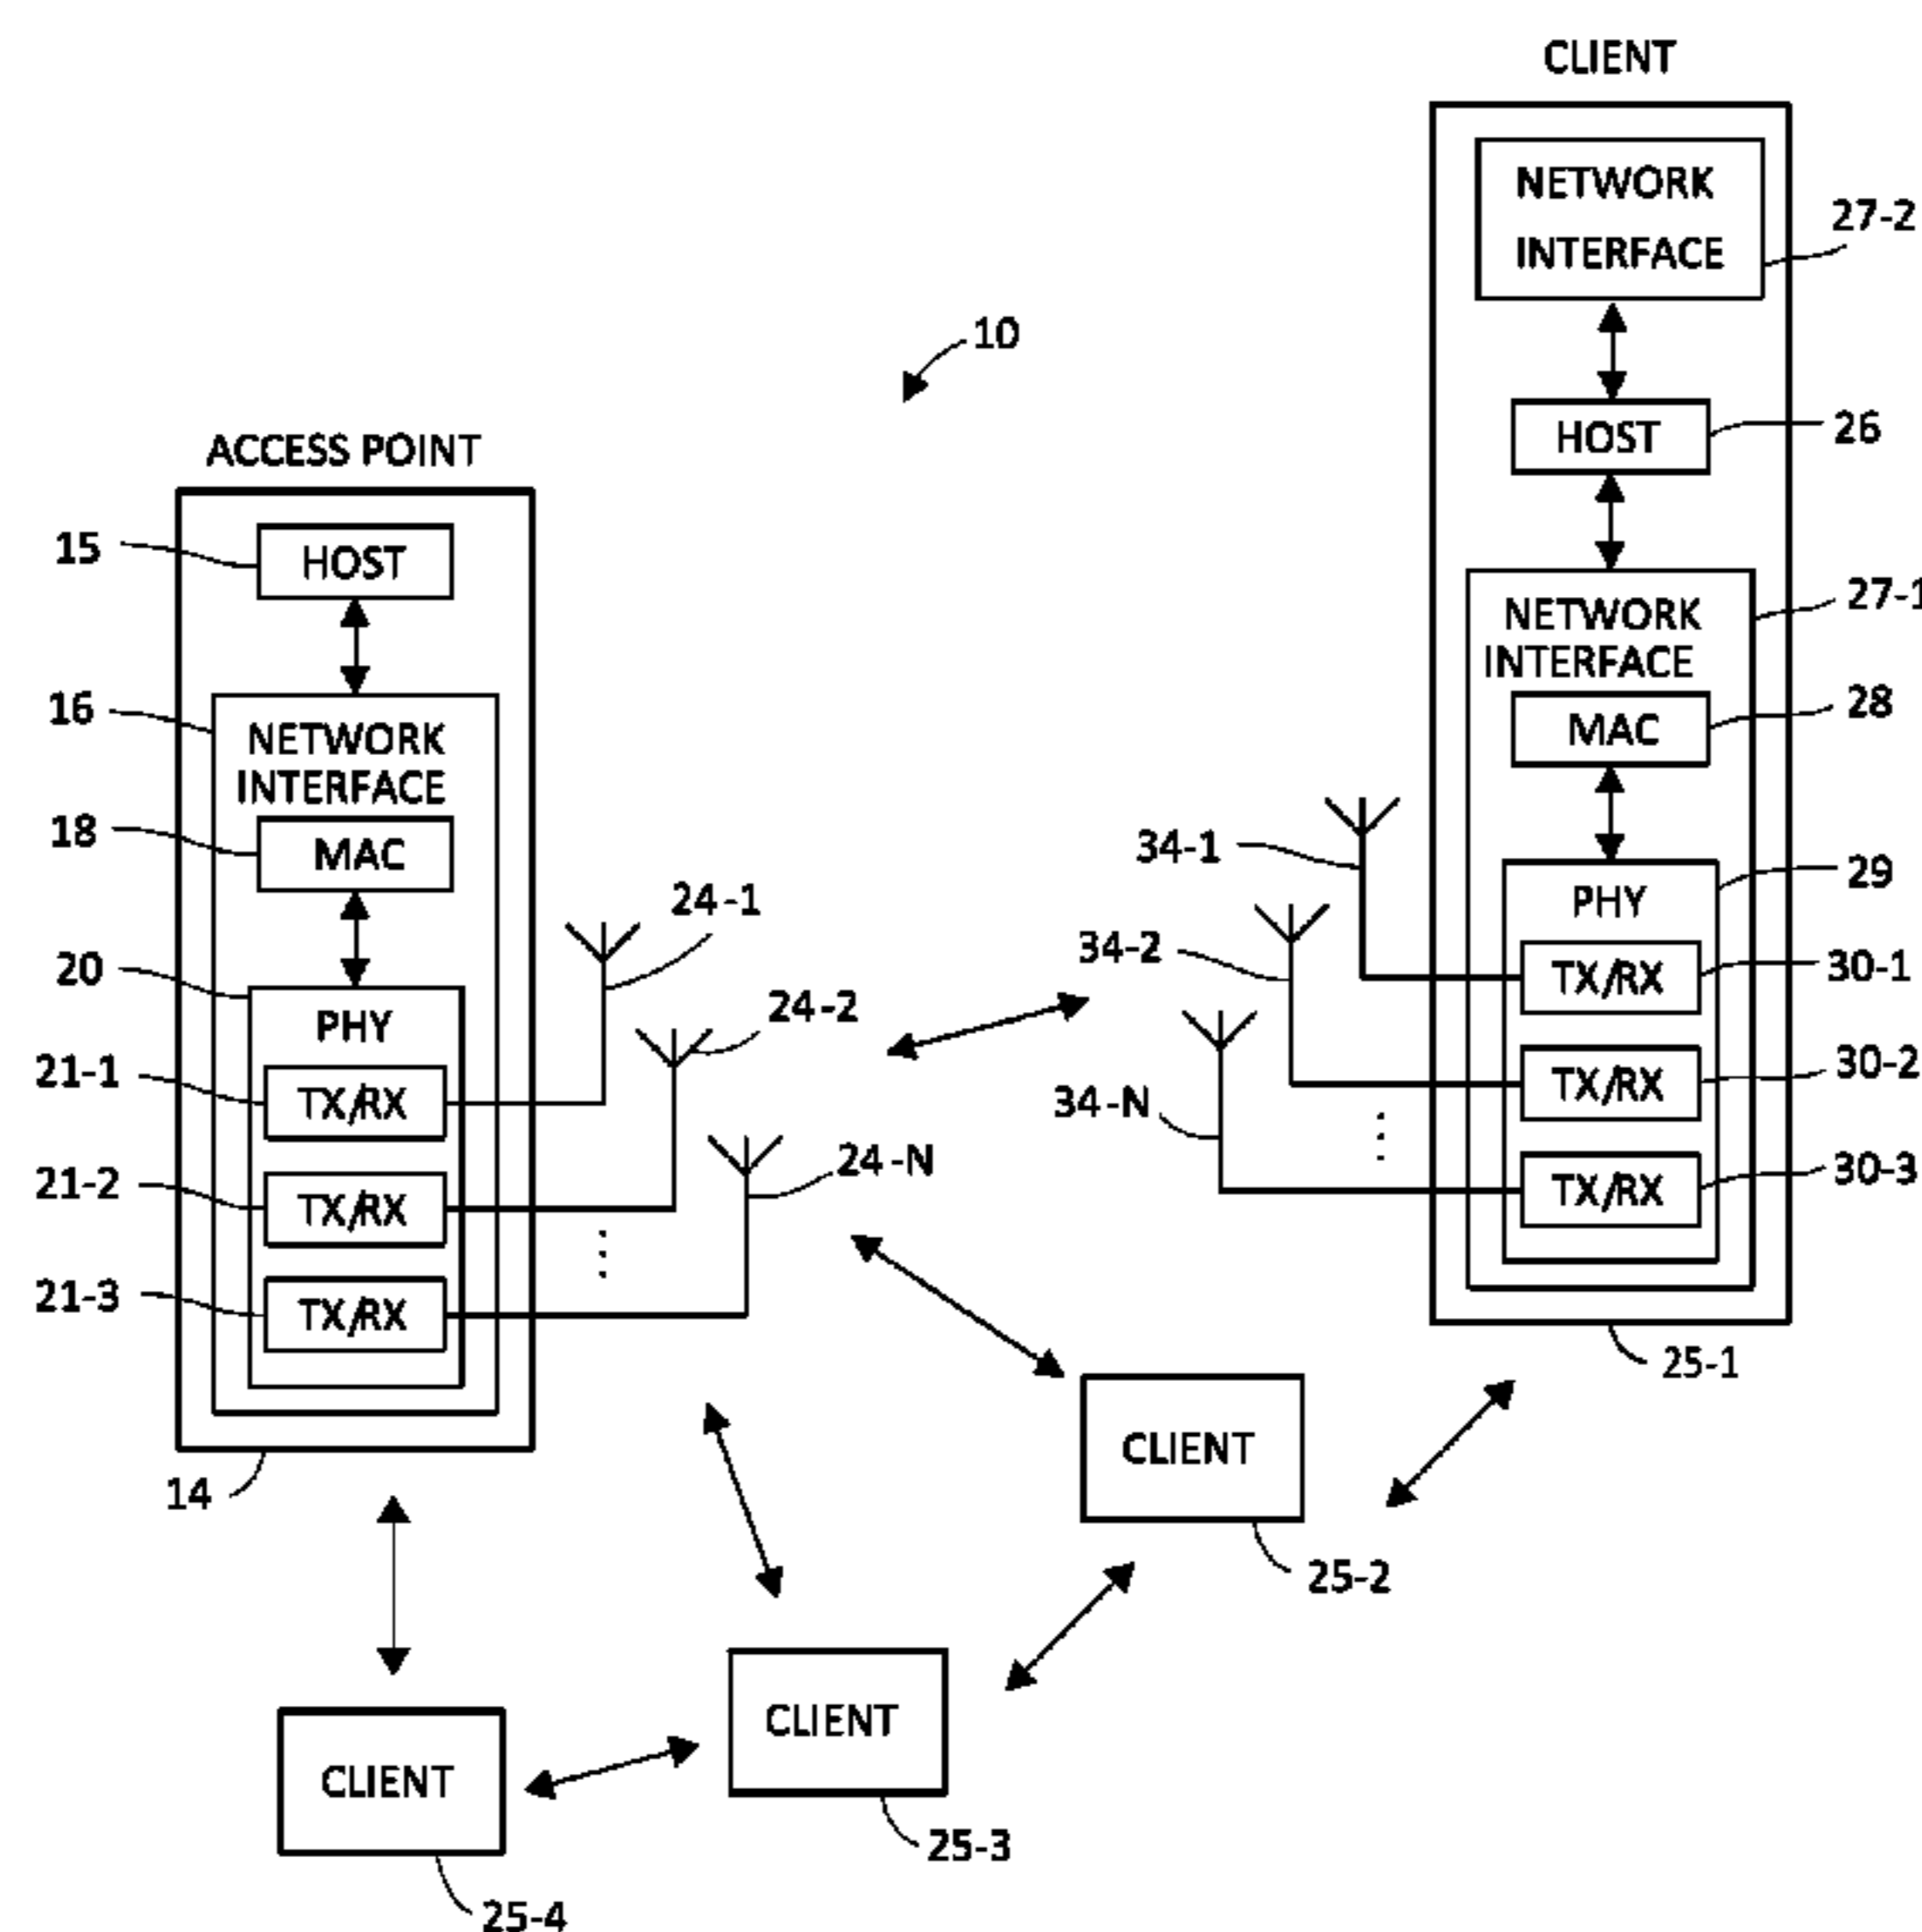 CLIENT
NETWORK
INTERFACE
27-2
10
HOST
26
ACCESS POINT
15
HOST
NETWORK
INTERFACE
27-1
MAC
28
16
NETWORK
INTERFACE
18
MAC
34-1
PHY
29
24-1
34-2
TX/RX
30-1
20
PHY
24-2
21-1
TX/RX
34-N
TX/RX
30-2
24-N
21-2
TX/RX
TX/RX
30-3
21-3
TX/RX
25-1
14
CLIENT
25-2
CLIENT
25-3
CLIENT
25-4